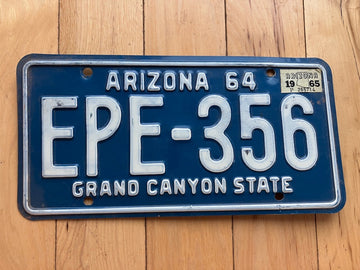 ARIZONA 64
ARIZONA
19 65
EPE-356
GRAND CANYON STATE